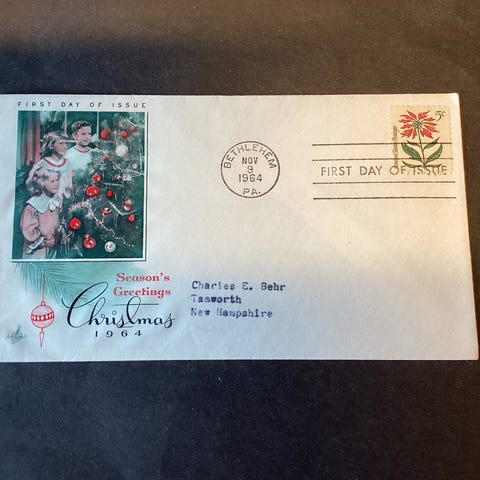 FIRST DAY OF ISSUE
BETHLEHEM
NOV
9
1964
PA.
5¢
FIRST DAY OF ISSUE
Season's
Greetings
Christmas
1964
Charles E. Behr
Tamworth
New Hampshire